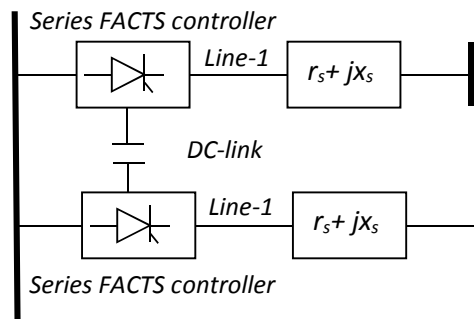 Series FACTS controller
Line-1
rs+ jxs
DC-link
Line-1
rs+ jxs
Series FACTS controller